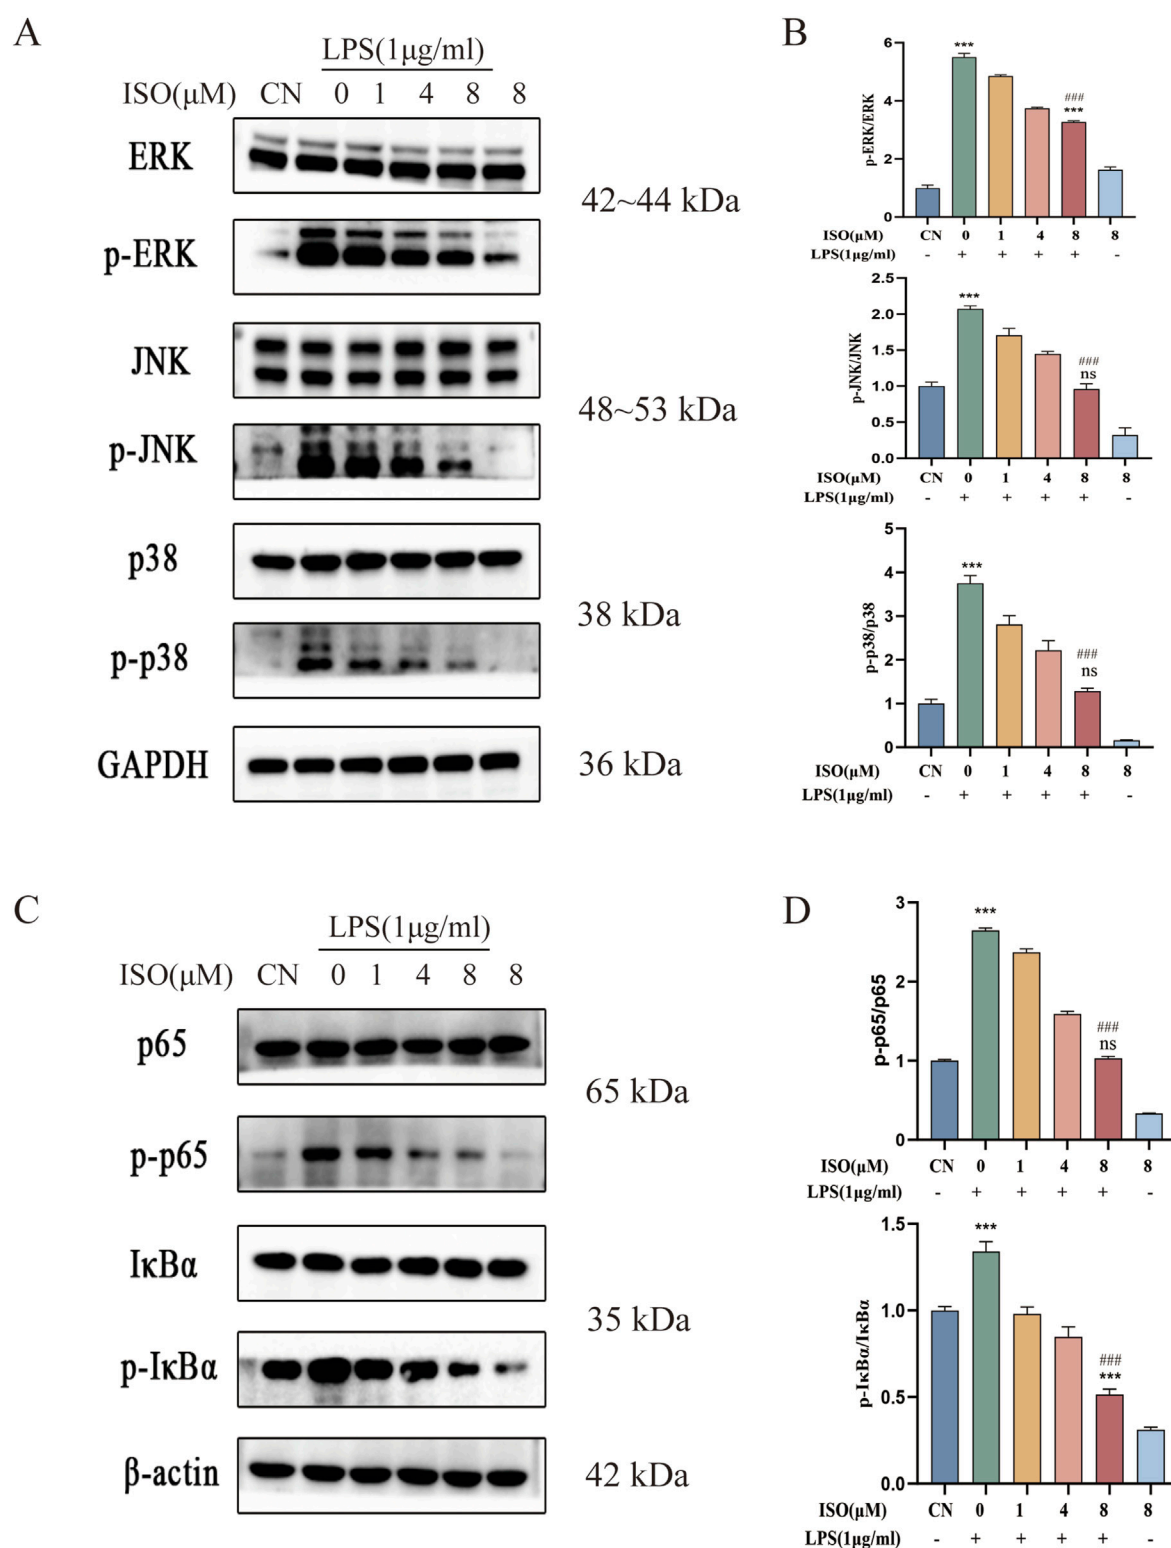 A
LPS(1μg/ml)
ISO(μM) CN 0 1 4 8 8
ERK
42~44 kDa
p-ERK
JNK
48~53 kDa
p-JNK
p38
38 kDa
p-p38
GAPDH
36 kDa
B
p-ERK/ERK
6
4
2
0
***
###
***
ISO(μM) CN 0 1 4 8 8
LPS(1μg/ml) - + + + + -
p-JNK/JNK
2.5
2.0
1.5
1.0
0.5
0.0
***
###
ns
ISO(μM) CN 0 1 4 8 8
LPS(1μg/ml) - + + + + -
p-p38/p38
5
4
3
2
1
0
***
###
ns
ISO(μM) CN 0 1 4 8 8
LPS(1μg/ml) - + + + + -
C
LPS(1μg/ml)
ISO(μM) CN 0 1 4 8 8
p65
65 kDa
p-p65
IκBα
35 kDa
p-IκBα
β-actin
42 kDa
D
p-p65/p65
3
2
1
0
***
###
ns
ISO(μM) CN 0 1 4 8 8
LPS(1μg/ml) - + + + + -
p-IκBα/IκBα
1.5
1.0
0.5
0.0
***
###
***
ISO(μM) CN 0 1 4 8 8
LPS(1μg/ml) - + + + + -